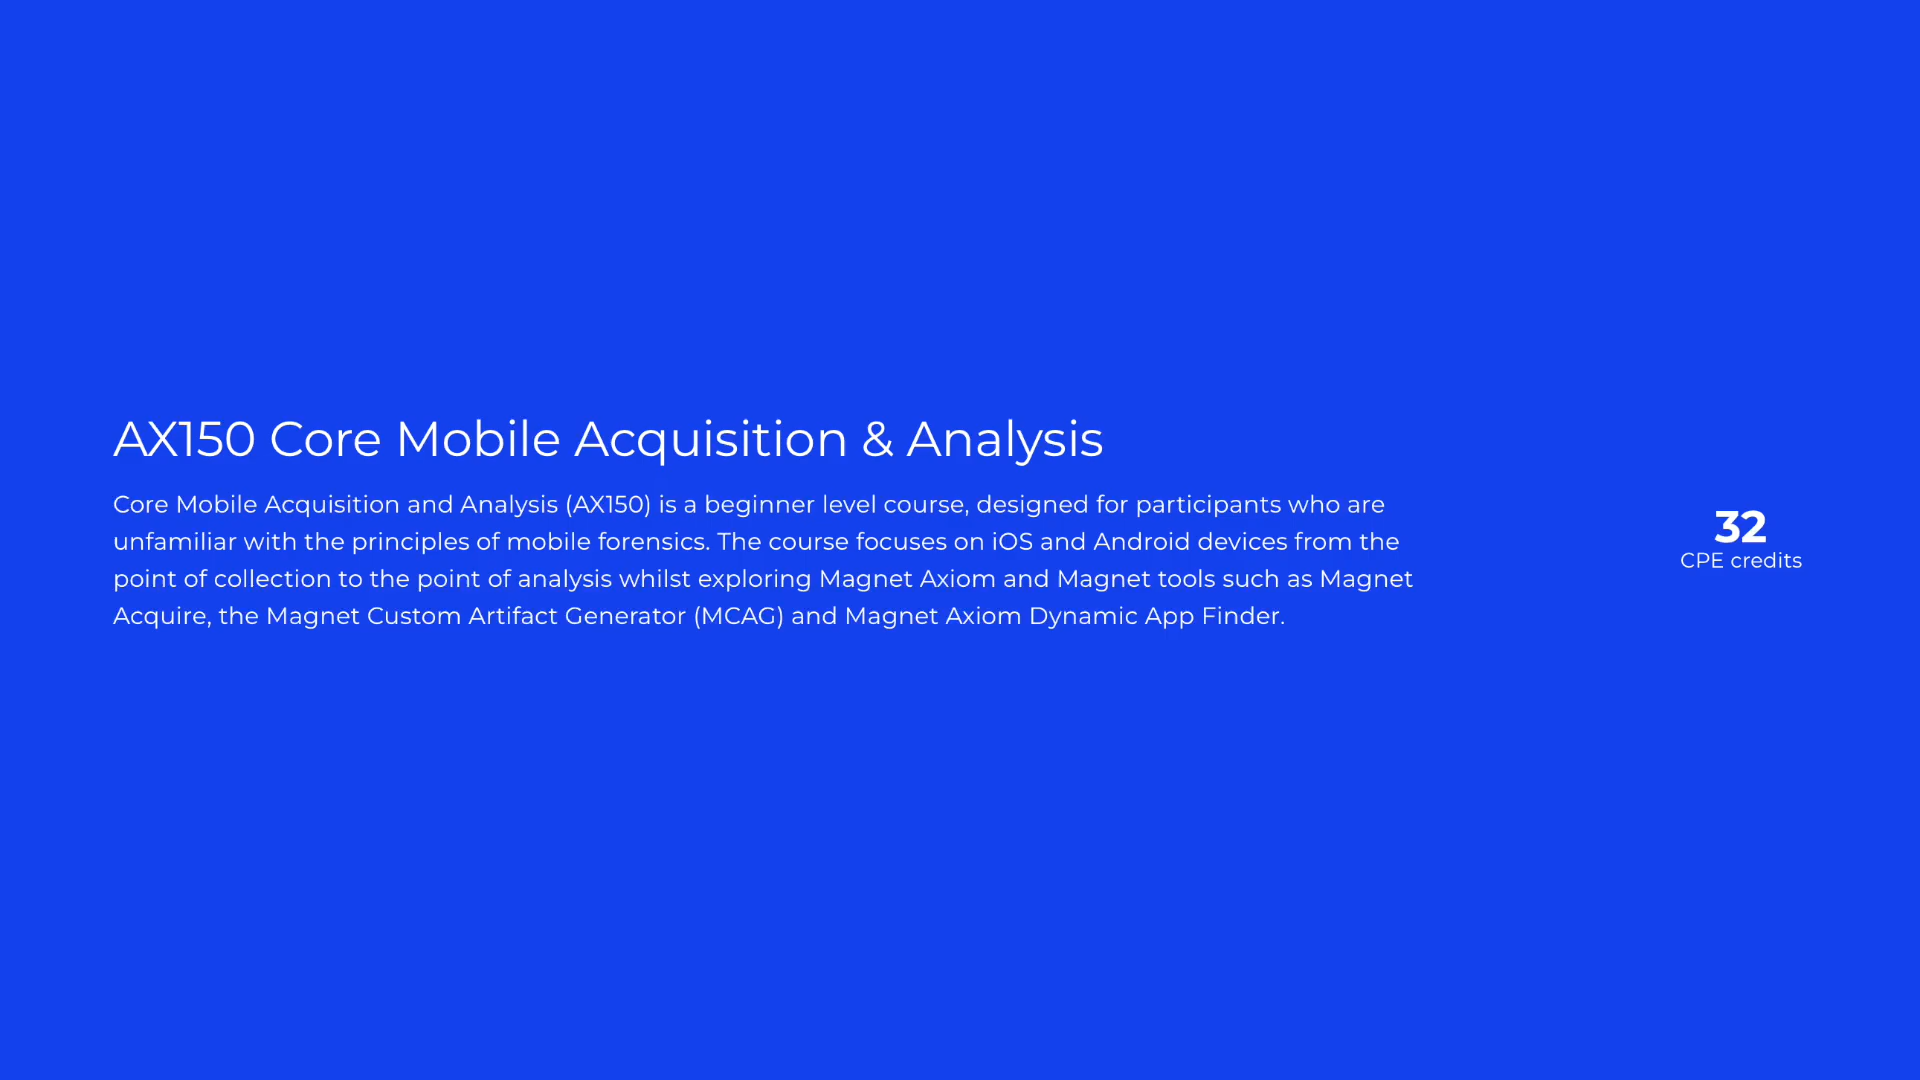 AX150 Core Mobile Acquisition & Analysis
Core Mobile Acquisition and Analysis (AX150) is a beginner level course, designed for participants who are
unfamiliar with the principles of mobile forensics. The course focuses on iOS and Android devices from the
point of collection to the point of analysis whilst exploring Magnet Axiom and Magnet tools such as Magnet
Acquire, the Magnet Custom Artifact Generator (MCAG) and Magnet Axiom Dynamic App Finder.
32
CPE credits